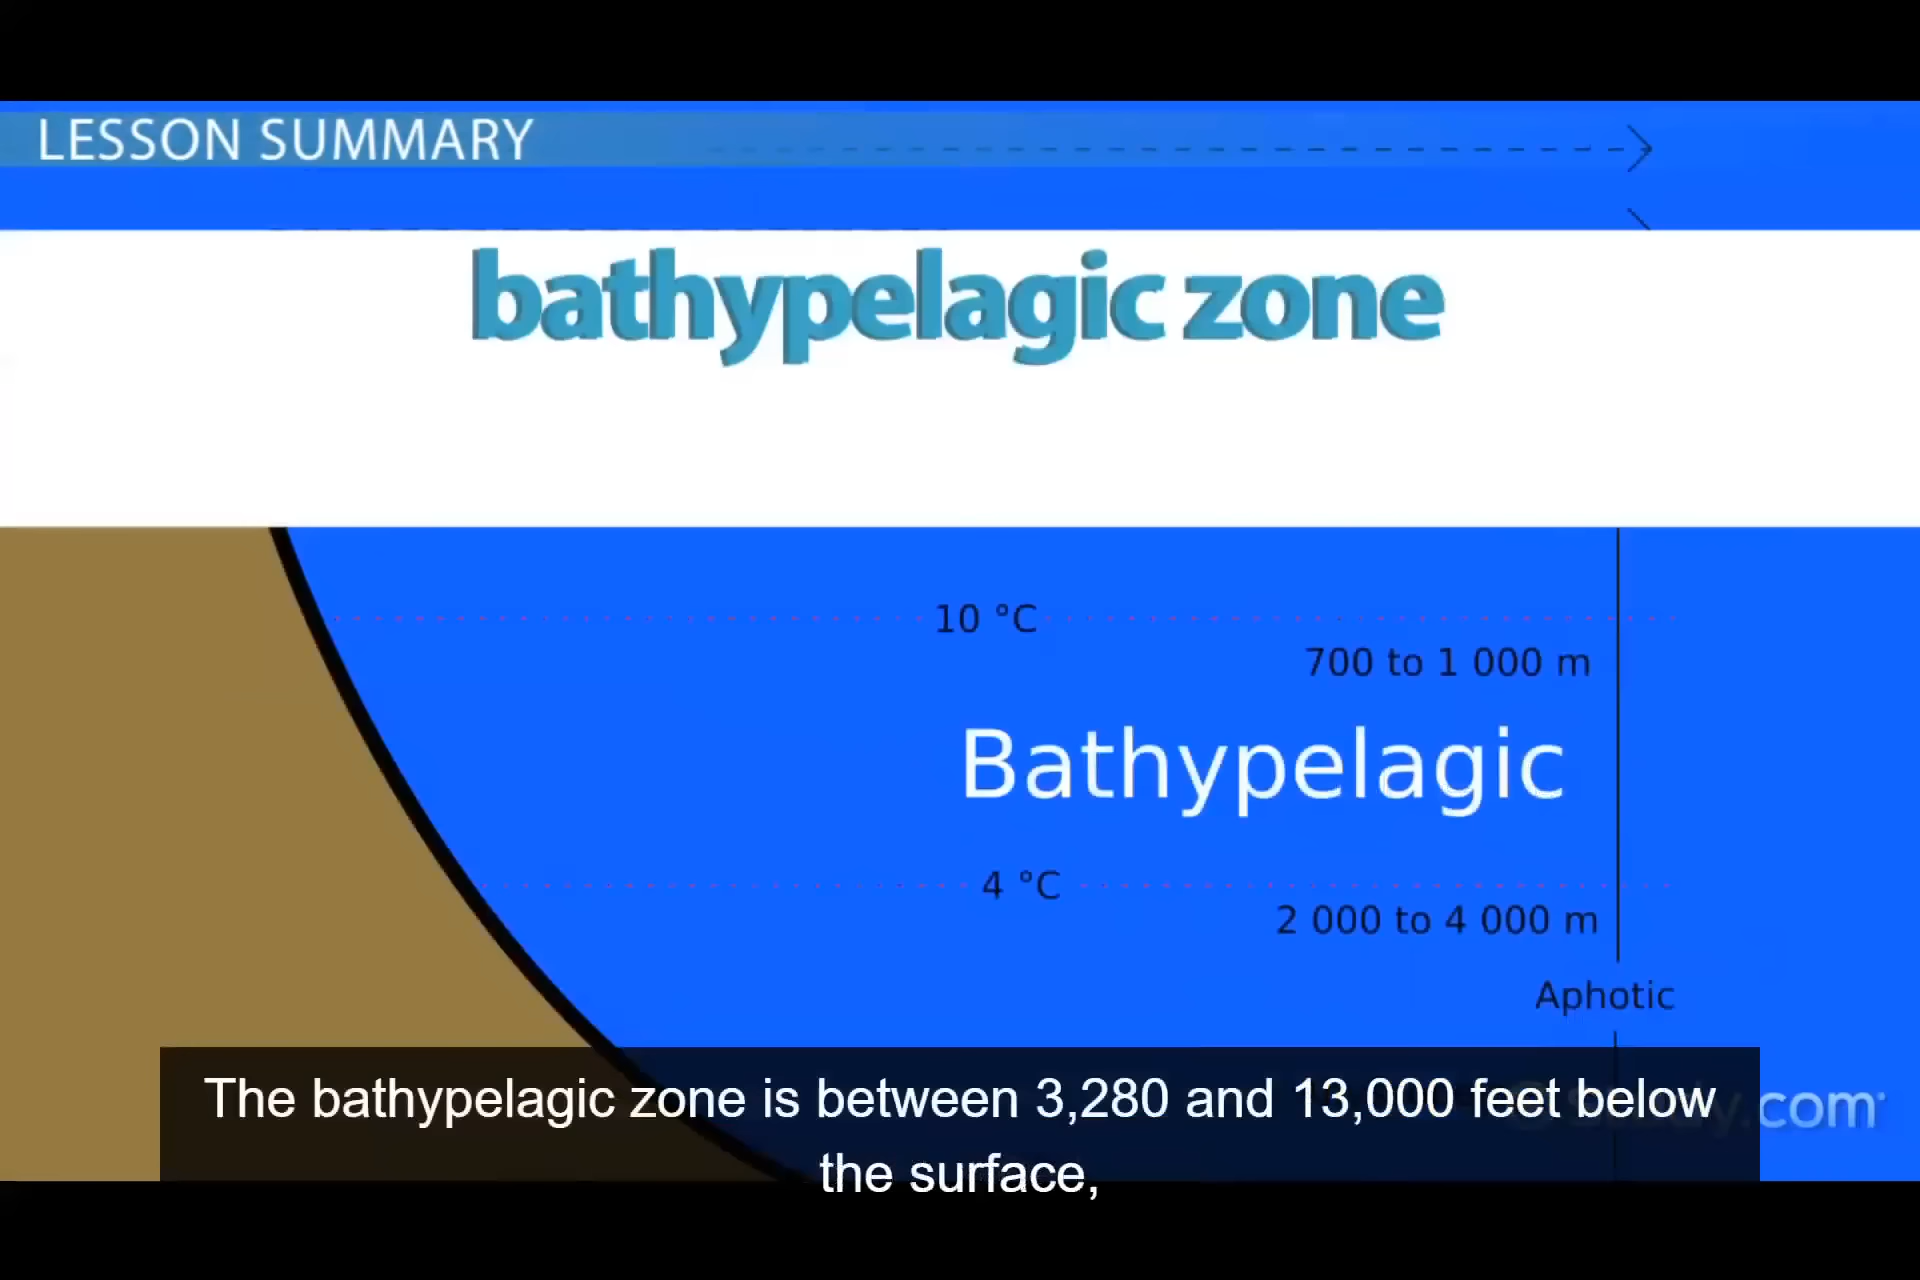 LESSON SUMMARY
bathypelagic zone
10 °C
700 to 1 000 m
Bathypelagic
4 °C
2 000 to 4 000 m
Aphotic
The bathypelagic zone is between 3,280 and 13,000 feet below
the surface,
Study.com